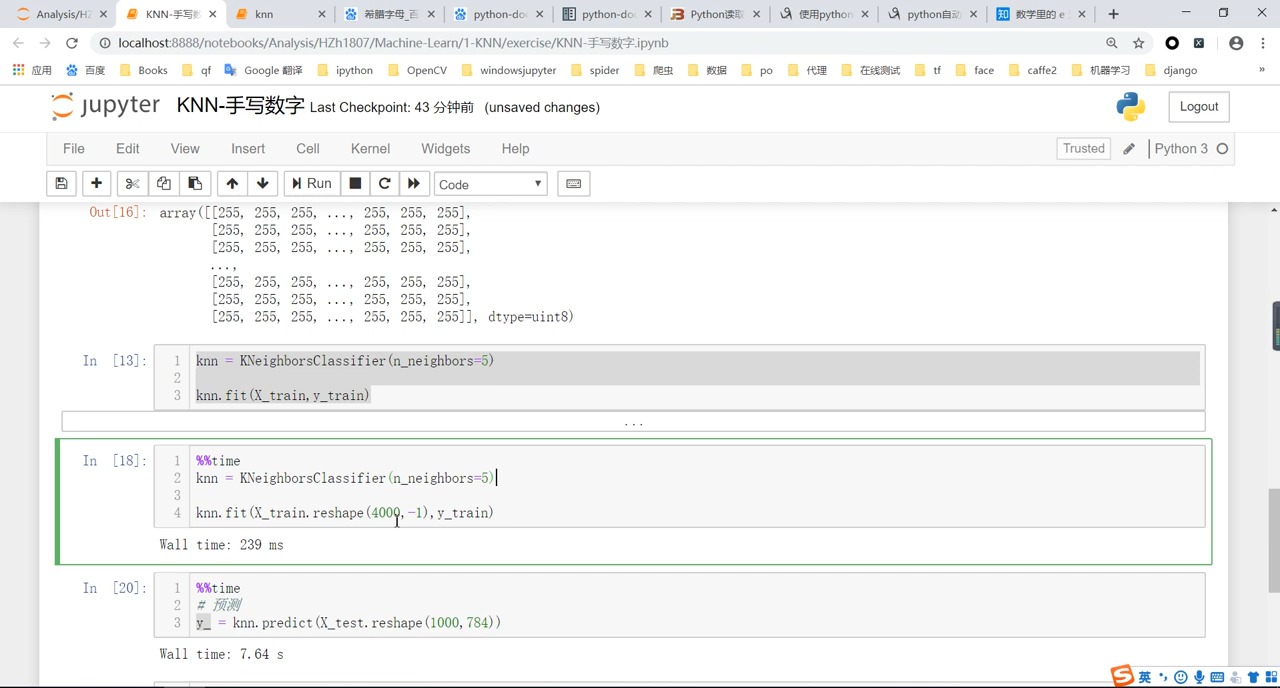 Analysis/HZ
KNN-手写数字
knn
希腊字母_百
python-doc
python-doc
Python读取
使用python
python自动
数学里的 e
localhost:8888/notebooks/Analysis/HZh1807/Machine-Learn/1-KNN/exercise/KNN-手写数字.ipynb
应用 百度 Books qf Google 翻译 ipython OpenCV windowsjupyter spider 爬虫 数据 po 代理 在线测试 tf face caffe2 机器学习 django »
jupyter KNN-手写数字 Last Checkpoint: 43 分钟前 (unsaved changes)
Logout
File Edit View Insert Cell Kernel Widgets Help
Trusted Python 3
Run Code
Out[16]: array([[255, 255, 255, ..., 255, 255, 255],
[255, 255, 255, ..., 255, 255, 255],
[255, 255, 255, ..., 255, 255, 255],
...,
[255, 255, 255, ..., 255, 255, 255],
[255, 255, 255, ..., 255, 255, 255],
[255, 255, 255, ..., 255, 255, 255]], dtype=uint8)
In [13]: 1 knn = KNeighborsClassifier(n_neighbors=5)
2
3 knn.fit(X_train,y_train)
...
In [18]: 1 %%time
2 knn = KNeighborsClassifier(n_neighbors=5)
3
4 knn.fit(X_train.reshape(4000,-1),y_train)
Wall time: 239 ms
In [20]: 1 %%time
2 # 预测
3 y_ = knn.predict(X_test.reshape(1000,784))
Wall time: 7.64 s
英